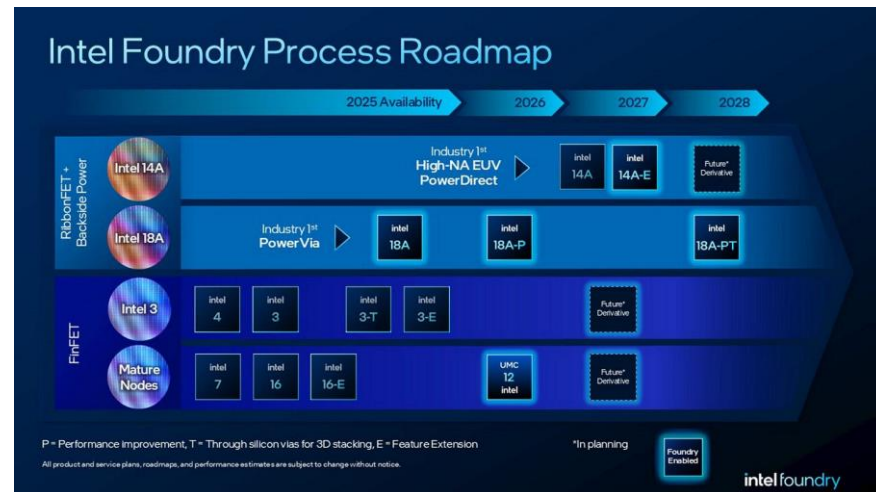 Intel Foundry Process Roadmap
2025 Availability
2026
2027
2028
RibbonFET +
Backside Power
Intel 14A
Industry 1st
High-NA EUV
PowerDirect
intel
14A
intel
14A-E
Future*
Derivative
Intel 18A
Industry 1st
PowerVia
intel
18A
intel
18A-P
intel
18A-PT
FinFET
Intel 3
intel
4
intel
3
intel
3-T
intel
3-E
Future*
Derivative
Mature
Nodes
intel
7
intel
16
intel
16-E
UMC
12
intel
Future*
Derivative
P = Performance improvement, T = Through silicon vias for 3D stacking, E = Feature Extension
*In planning
Foundry
Enabled
All product and service plans, roadmaps, and performance estimates are subject to change without notice.
intel foundry